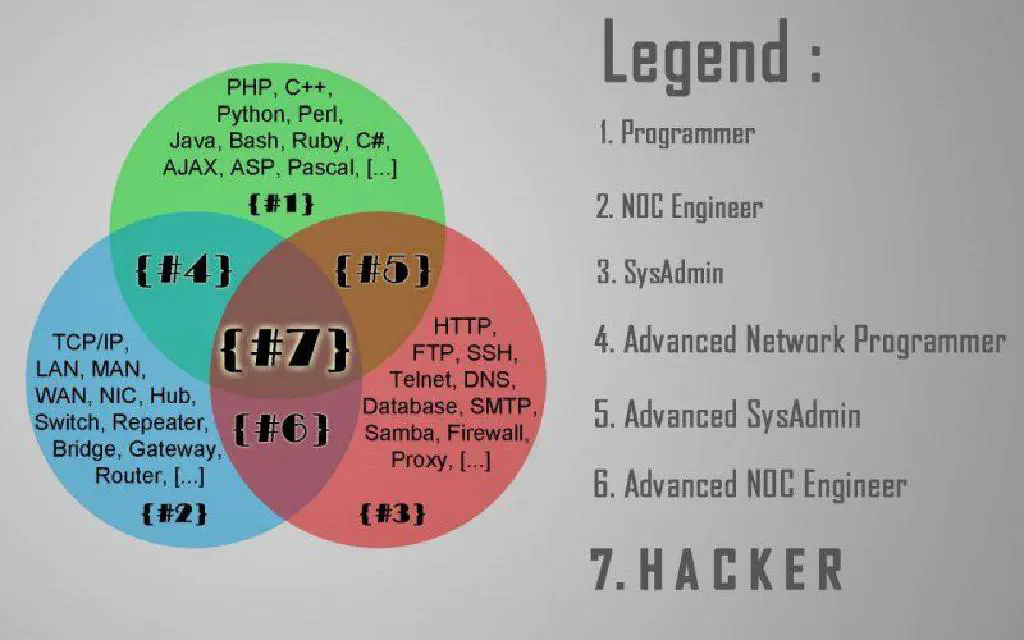 PHP, C++,
Python, Perl,
Java, Bash, Ruby, C#,
AJAX, ASP, Pascal, [...]
{#1}
{#4}
{#5}
{#7}
TCP/IP,
LAN, MAN,
WAN, NIC, Hub,
Switch, Repeater,
Bridge, Gateway,
Router, [...]
{#2}
{#6}
HTTP,
FTP, SSH,
Telnet, DNS,
Database, SMTP,
Samba, Firewall,
Proxy, [...]
{#3}
Legend :
1. Programmer
2. NOC Engineer
3. SysAdmin
4. Advanced Network Programmer
5. Advanced SysAdmin
6. Advanced NOC Engineer
7. HACKER